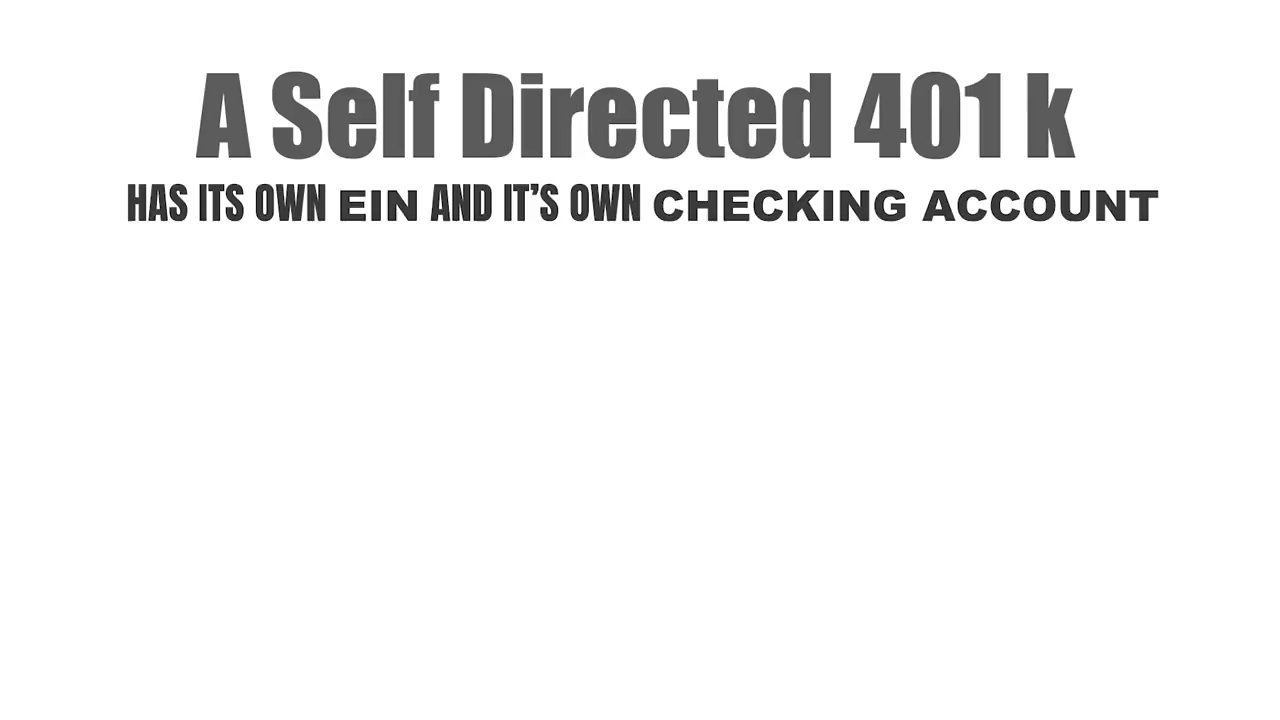 A Self Directed 401 k
HAS ITS OWN EIN AND IT'S OWN CHECKING ACCOUNT